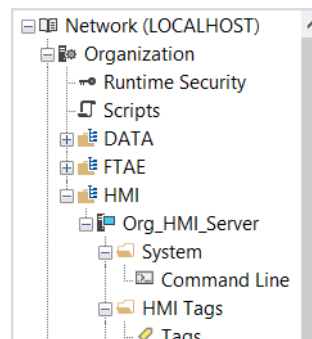 Network (LOCALHOST)
Organization
Runtime Security
Scripts
DATA
FTAE
HMI
Org_HMI_Server
System
Command Line
HMI Tags
Tags